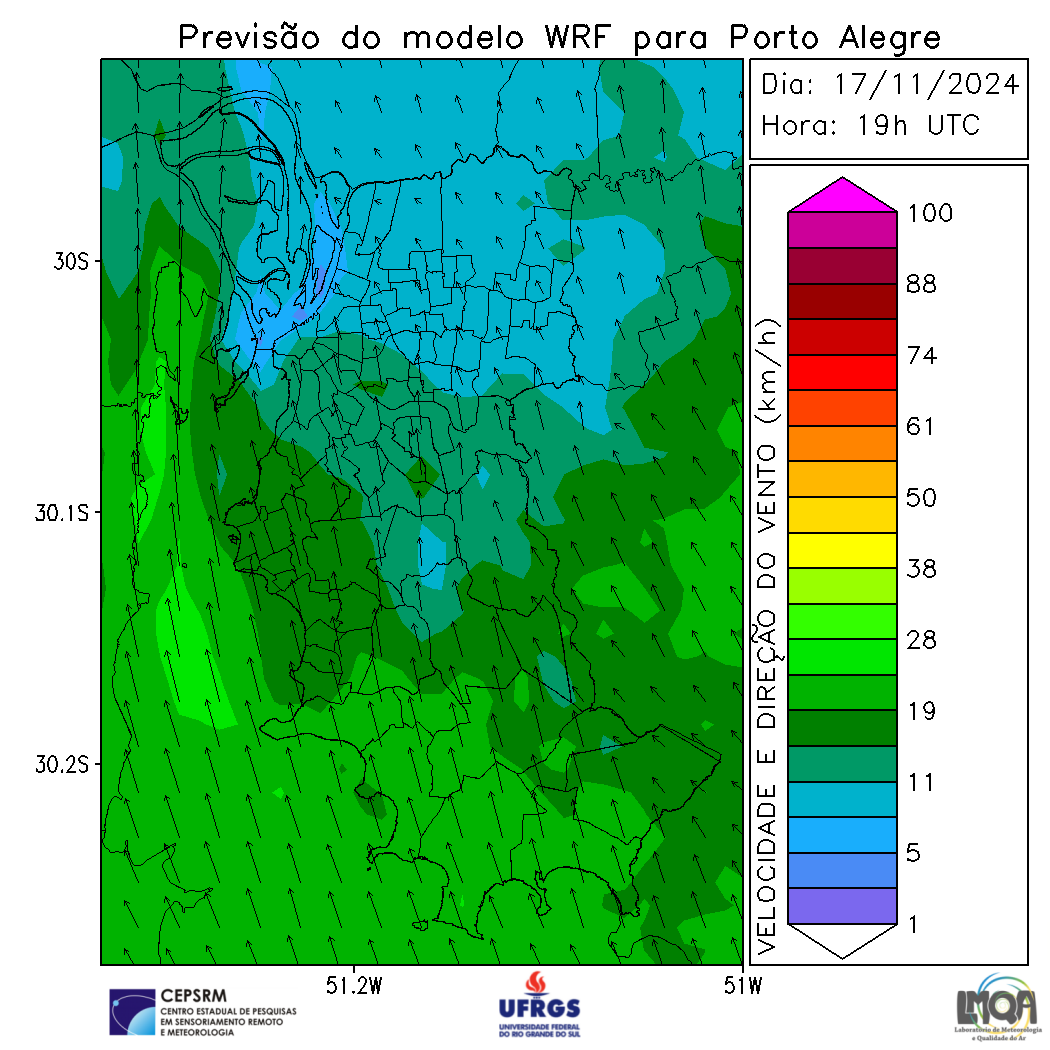 Previsão do modelo WRF para Porto Alegre
Dia: 17/11/2024
Hora: 19h UTC
100
88
74
61
50
38
28
19
11
5
1
VELOCIDADE E DIREÇÃO DO VENTO (km/h)
30S
30.1S
30.2S
51.2W
51W
CEPSRM
CENTRO ESTADUAL DE PESQUISAS
EM SENSORIAMENTO REMOTO
E METEOROLOGIA
UFRGS
UNIVERSIDADE FEDERAL
DO RIO GRANDE DO SUL
LMQA
Laboratório de Meteorologia
e Qualidade do Ar